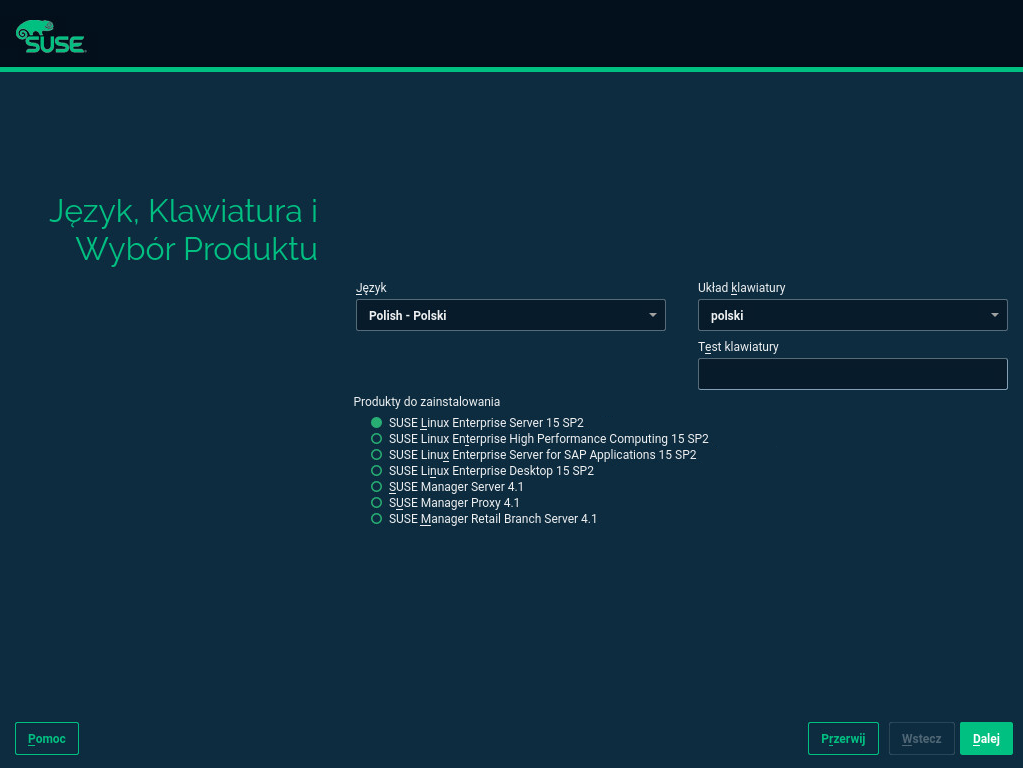 SUSE
Język, Klawiatura i
Wybór Produktu
Język
Układ klawiatury
Polish - Polski
polski
Test klawiatury
Produkty do zainstalowania
SUSE Linux Enterprise Server 15 SP2
SUSE Linux Enterprise High Performance Computing 15 SP2
SUSE Linux Enterprise Server for SAP Applications 15 SP2
SUSE Linux Enterprise Desktop 15 SP2
SUSE Manager Server 4.1
SUSE Manager Proxy 4.1
SUSE Manager Retail Branch Server 4.1
Pomoc
Przerwij
Wstecz
Dalej